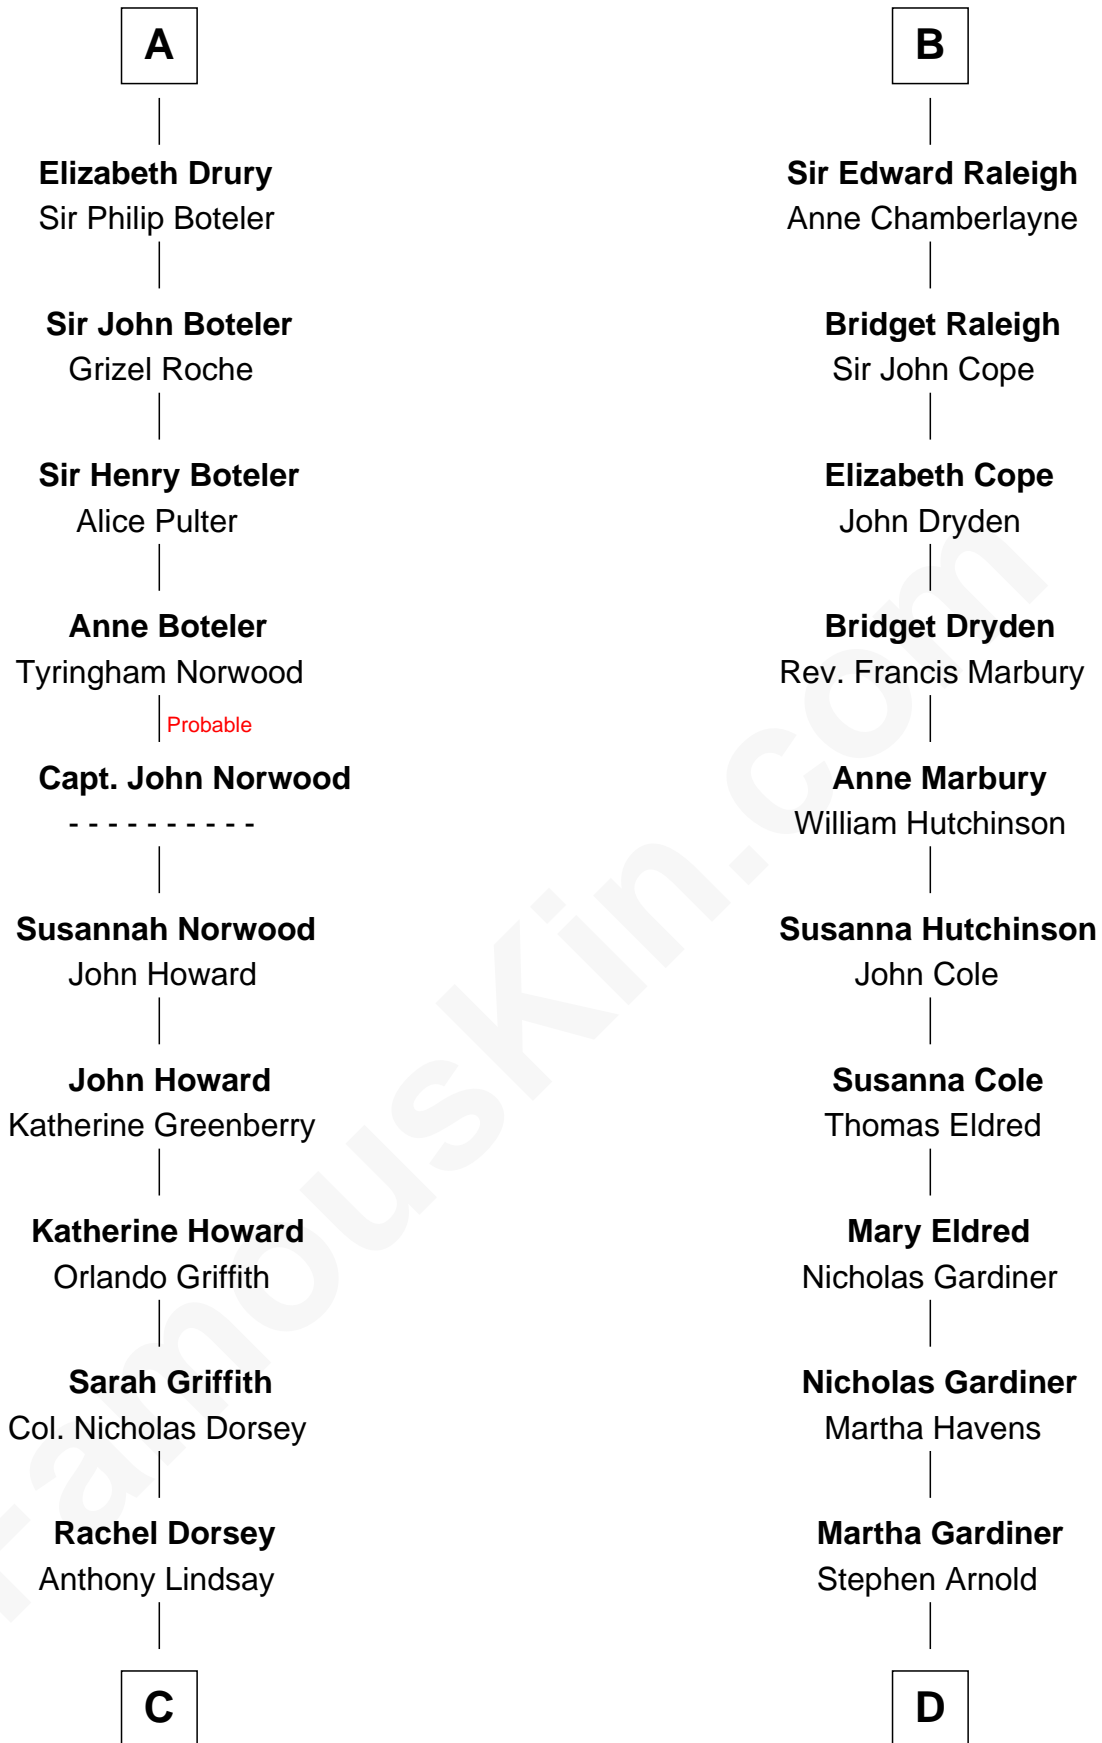 A
Elizabeth Drury
Sir Philip Boteler
Sir John Boteler
Grizel Roche
Sir Henry Boteler
Alice Pulter
Anne Boteler
Tyringham Norwood
Probable
Capt. John Norwood
- - - - - - - - - -
Susannah Norwood
John Howard
John Howard
Katherine Greenberry
Katherine Howard
Orlando Griffith
Sarah Griffith
Col. Nicholas Dorsey
Rachel Dorsey
Anthony Lindsay
C
B
Sir Edward Raleigh
Anne Chamberlayne
Bridget Raleigh
Sir John Cope
Elizabeth Cope
John Dryden
Bridget Dryden
Rev. Francis Marbury
Anne Marbury
William Hutchinson
Susanna Hutchinson
John Cole
Susanna Cole
Thomas Eldred
Mary Eldred
Nicholas Gardiner
Nicholas Gardiner
Martha Havens
Martha Gardiner
Stephen Arnold
D
FamousKin.com